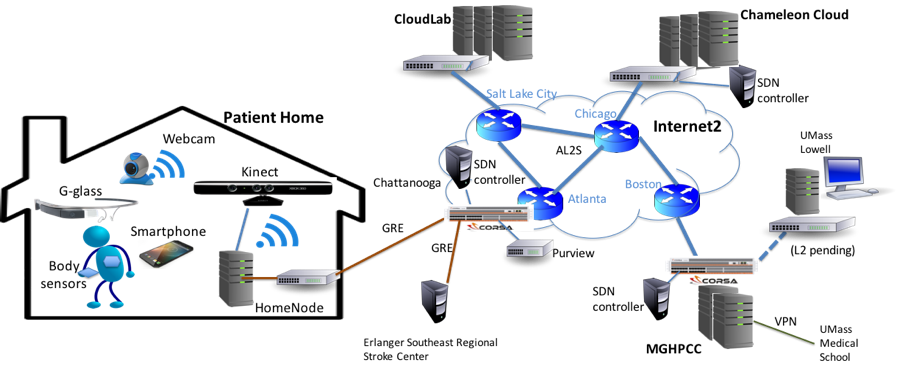 CloudLab
Chameleon Cloud
SDN
controller
Salt Lake City
Chicago
Internet2
AL2S
Patient Home
Webcam
Kinect
G-glass
Smartphone
Body
sensors
HomeNode
GRE
GRE
SDN
controller
Chattanooga
CORSA
Purview
Atlanta
Boston
UMass
Lowell
(L2 pending)
CORSA
SDN
controller
MGHPCC
VPN
UMass
Medical
School
Erlanger Southeast Regional
Stroke Center